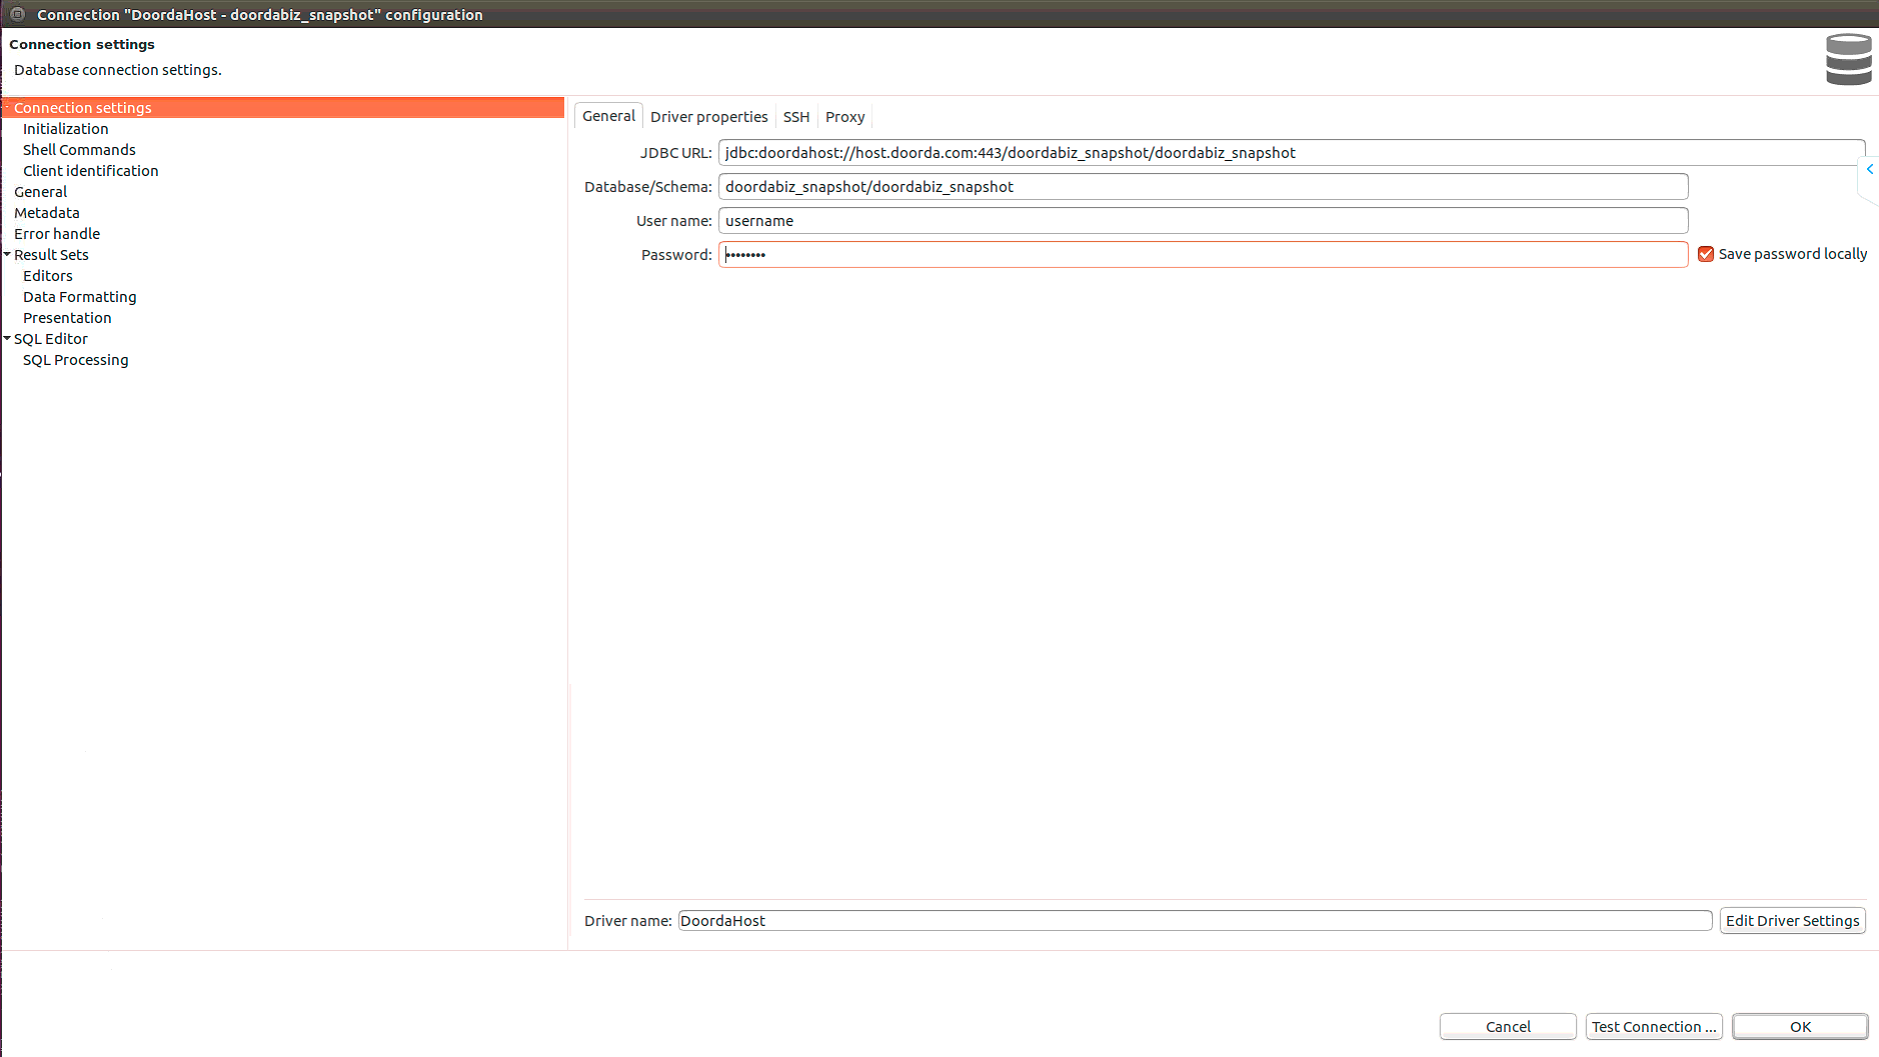 Connection "DoordaHost - doordabiz_snapshot" configuration
Connection settings
Database connection settings.
Connection settings
Initialization
Shell Commands
Client identification
General
Metadata
Error handle
Result Sets
Editors
Data Formatting
Presentation
SQL Editor
SQL Processing
General Driver properties SSH Proxy
JDBC URL: jdbc:doordahost://host.doorda.com:443/doordabiz_snapshot/doordabiz_snapshot
Database/Schema: doordabiz_snapshot/doordabiz_snapshot
User name: username
Password: •••••••• Save password locally
Driver name: DoordaHost Edit Driver Settings
Cancel Test Connection ... OK